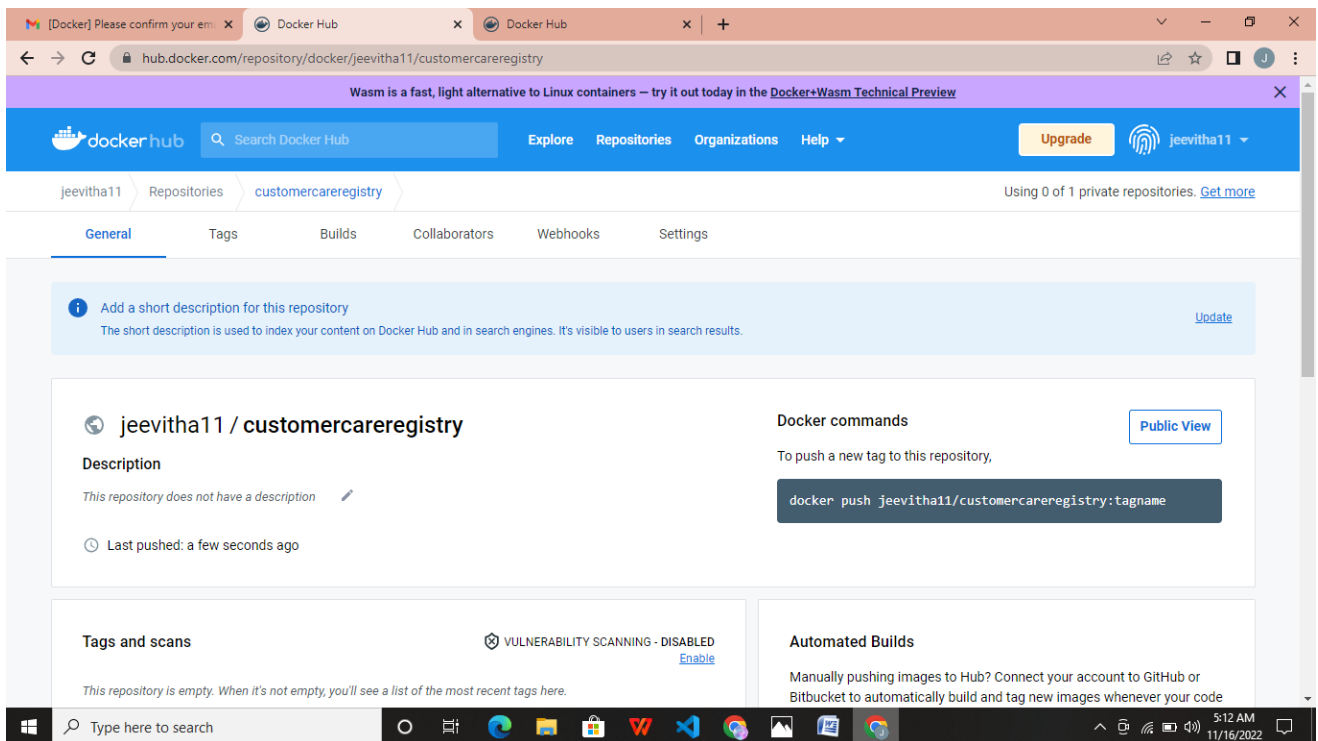 [Docker] Please confirm your em
Docker Hub
Docker Hub
hub.docker.com/repository/docker/jeevitha11/customercareregistry
J
Wasm is a fast, light alternative to Linux containers — try it out today in the Docker+Wasm Technical Preview
dockerhub
Search Docker Hub
Explore
Repositories
Organizations
Help
Upgrade
jeevitha11
jeevitha11
Repositories
customercareregistry
Using 0 of 1 private repositories. Get more
General
Tags
Builds
Collaborators
Webhooks
Settings
Add a short description for this repository
The short description is used to index your content on Docker Hub and in search engines. It's visible to users in search results.
Update
jeevitha11 / customercareregistry
Description
This repository does not have a description
Last pushed: a few seconds ago
Docker commands
Public View
To push a new tag to this repository,
docker push jeevitha11/customercareregistry:tagname
Tags and scans
VULNERABILITY SCANNING - DISABLED
Enable
This repository is empty. When it's not empty, you'll see a list of the most recent tags here.
Automated Builds
Manually pushing images to Hub? Connect your account to GitHub or
Bitbucket to automatically build and tag new images whenever your code
Type here to search
5:12 AM
11/16/2022